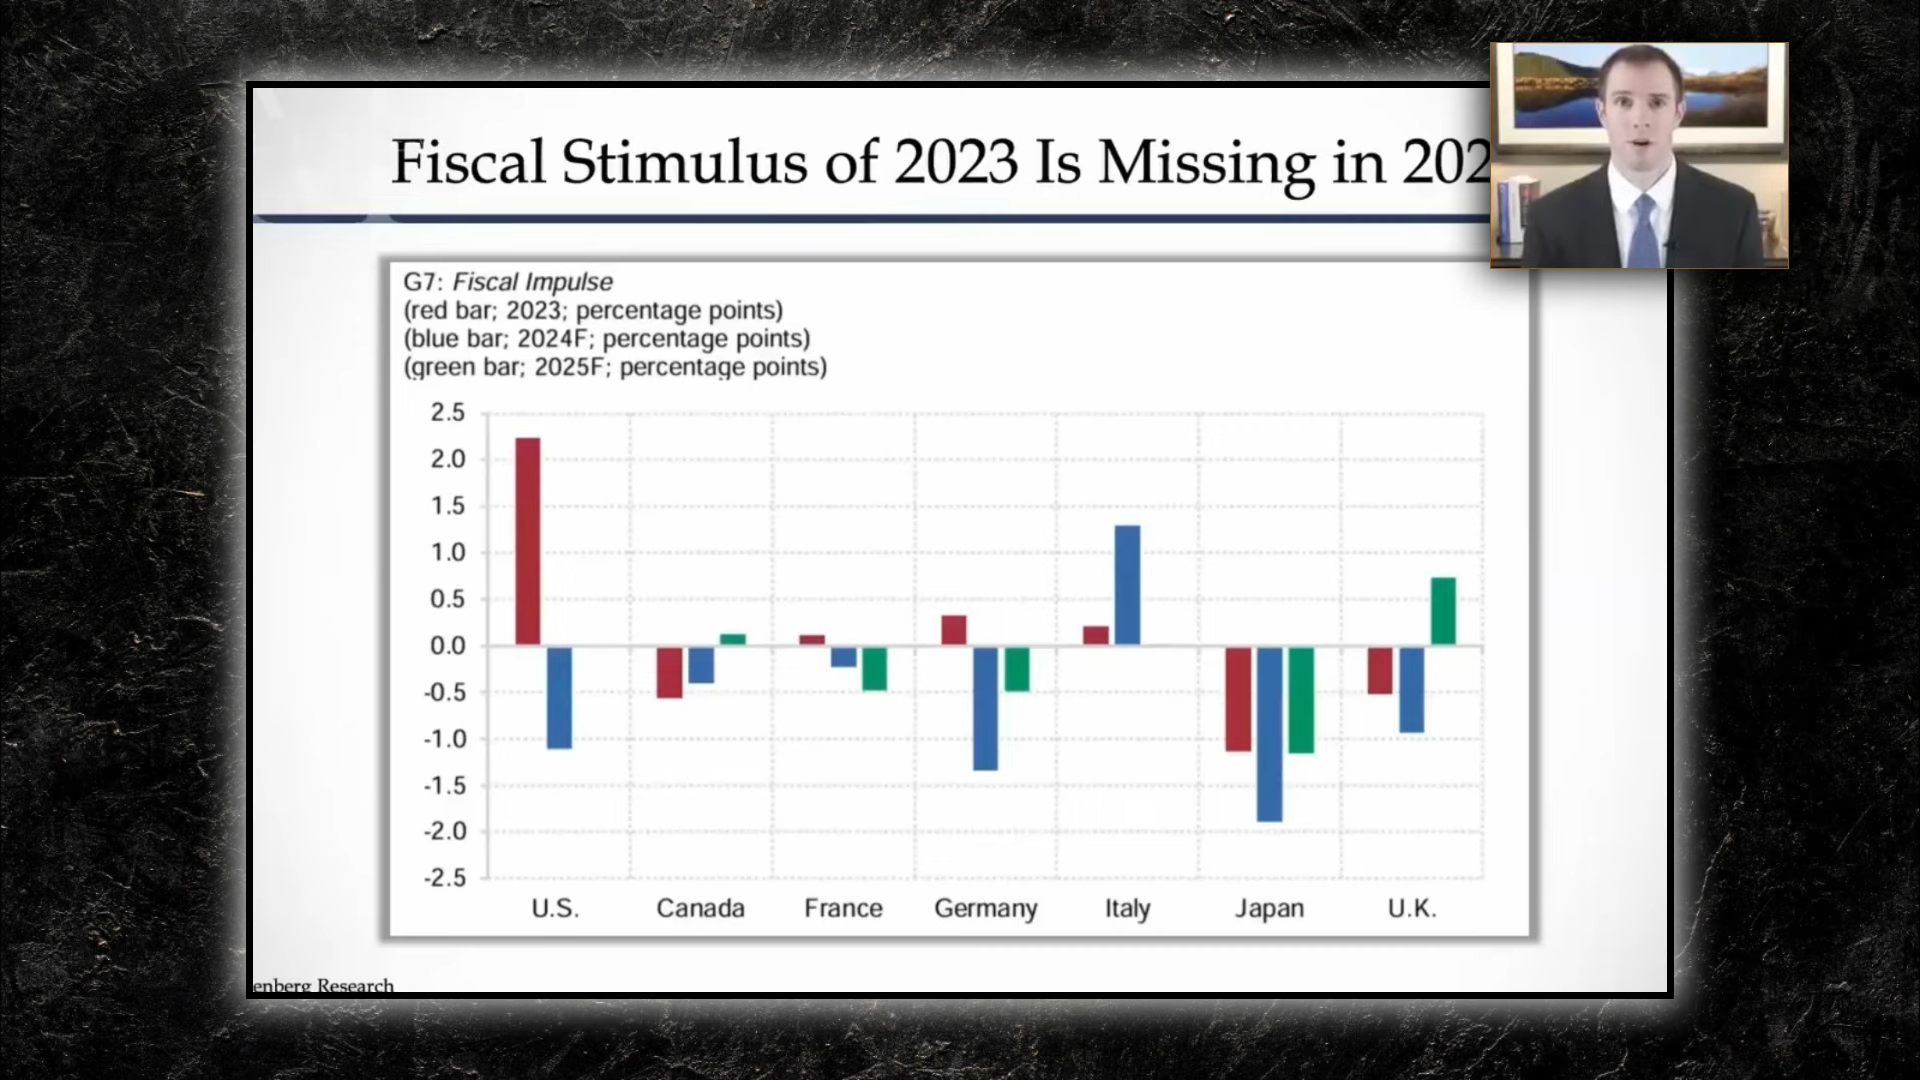 Fiscal Stimulus of 2023 Is Missing in 202
G7: Fiscal Impulse
(red bar; 2023; percentage points)
(blue bar; 2024F; percentage points)
(green bar; 2025F; percentage points)
2.5
2.0
1.5
1.0
0.5
0.0
-0.5
-1.0
-1.5
-2.0
-2.5
U.S. Canada France Germany Italy Japan U.K.
enberg Research